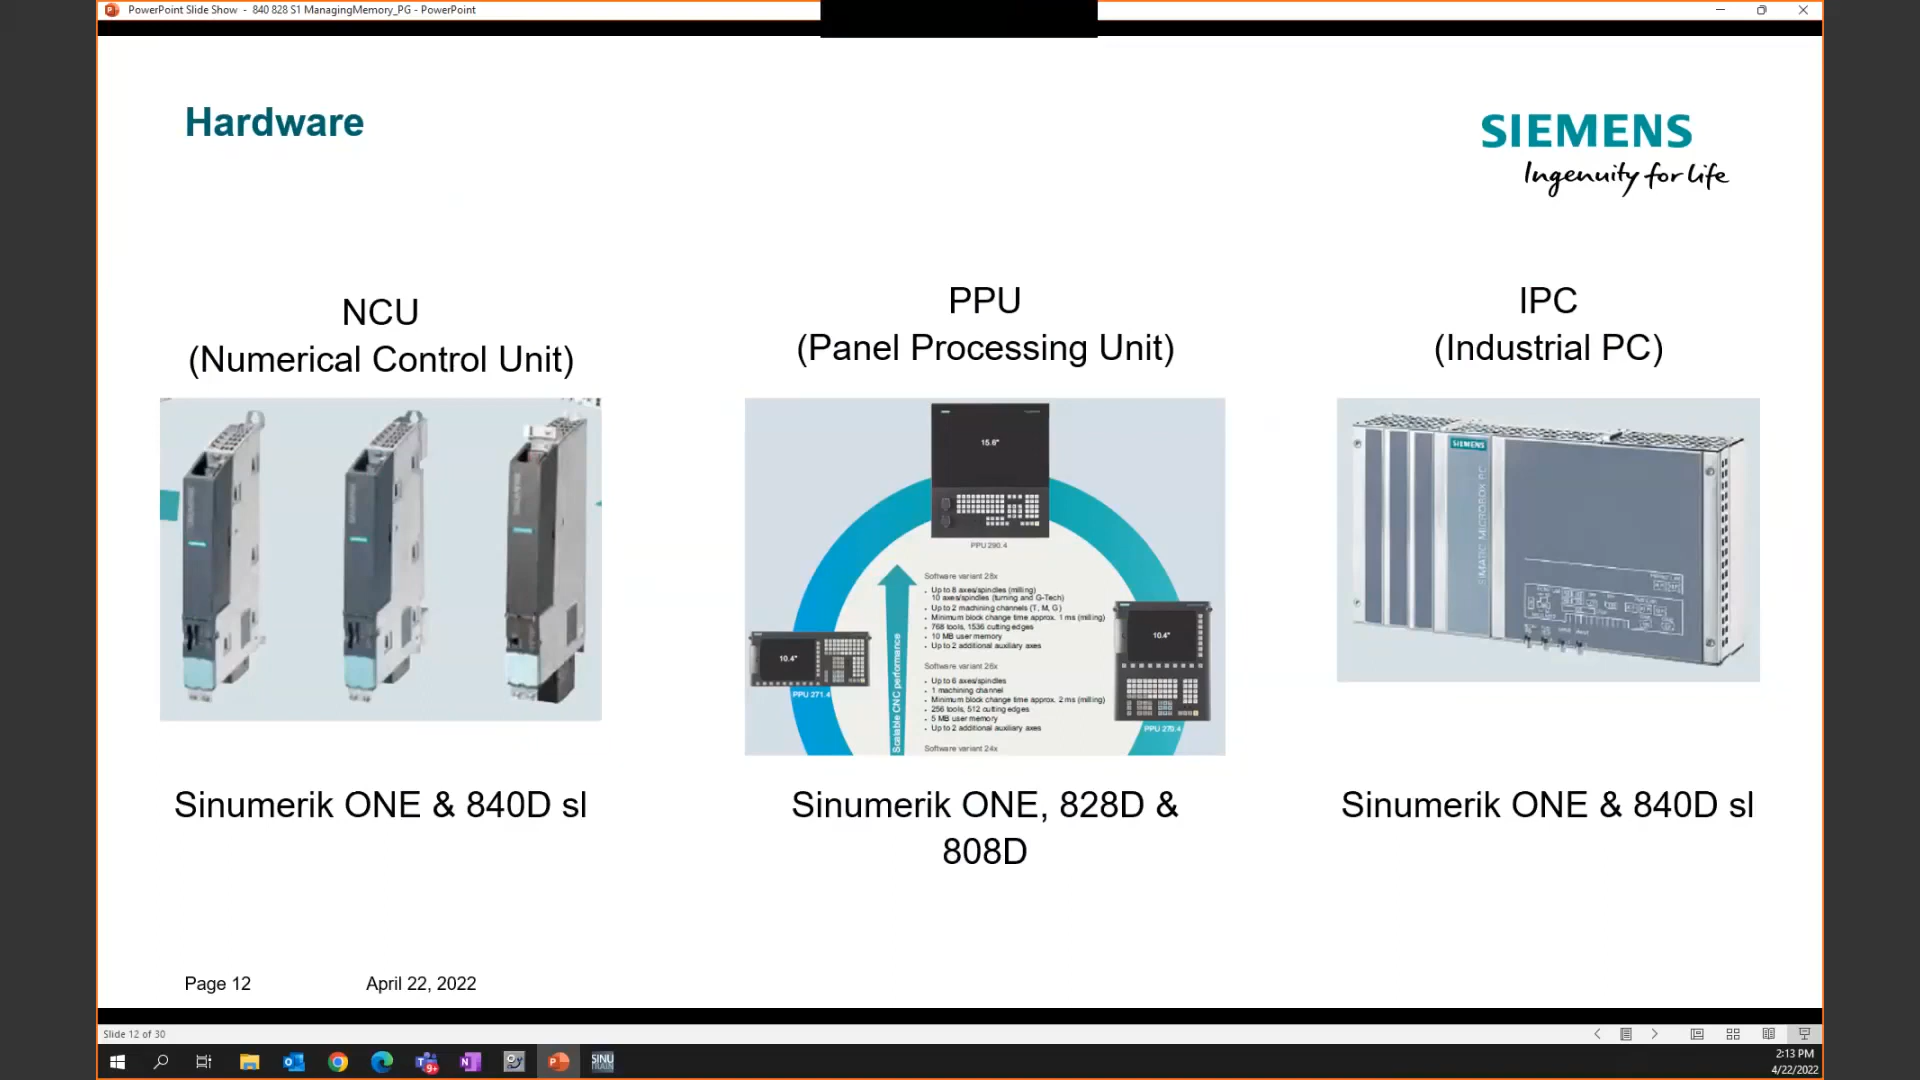 PowerPoint Slide Show - 840 828 S1 ManagingMemory_PG - PowerPoint
Hardware
SIEMENS
Ingenuity for life
NCU
(Numerical Control Unit)
PPU
(Panel Processing Unit)
IPC
(Industrial PC)
15.6"
PPU 290.4
Software variant 28x
• Up to 8 axes/spindles (milling)
10 axes/spindles (turning and G-Tech)
• Up to 2 machining channels (T, M, G)
• Minimum block change time approx. 1 ms (milling)
• 768 tools, 1536 cutting edges
• 10 MB user memory
• Up to 2 additional auxiliary axes
Software variant 26x
• Up to 6 axes/spindles
• 1 machining channel
• Minimum block change time approx. 2 ms (milling)
• 256 tools, 512 cutting edges
• 5 MB user memory
• Up to 2 additional auxiliary axes
Software variant 24x
Scalable CNC performance
10.4"
PPU 271.4
10.4"
PPU 270.4
SIEMENS
SIMATIC MICROBOX PC
Sinumerik ONE & 840D sl
Sinumerik ONE, 828D &
808D
Sinumerik ONE & 840D sl
Page 12
April 22, 2022
Slide 12 of 30
9+
SINU
TRAIN
2:13 PM
4/22/2022